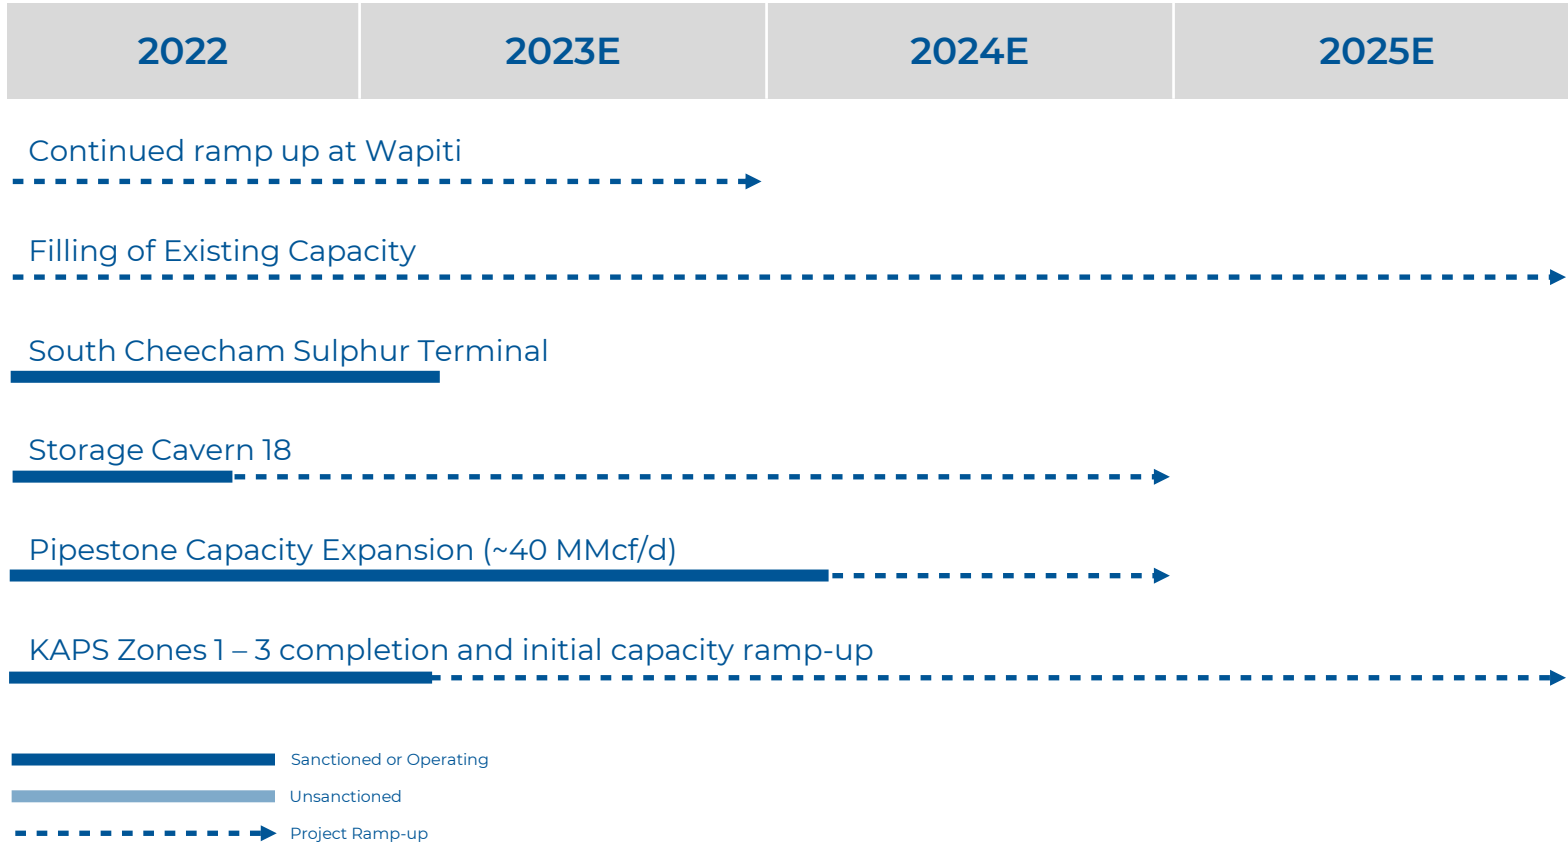 2022 2023E 2024E 2025E
Continued ramp up at Wapiti
Filling of Existing Capacity
South Cheecham Sulphur Terminal
Storage Cavern 18
Pipestone Capacity Expansion (~40 MMcf/d)
KAPS Zones 1 – 3 completion and initial capacity ramp-up
Sanctioned or Operating
Unsanctioned
Project Ramp-up